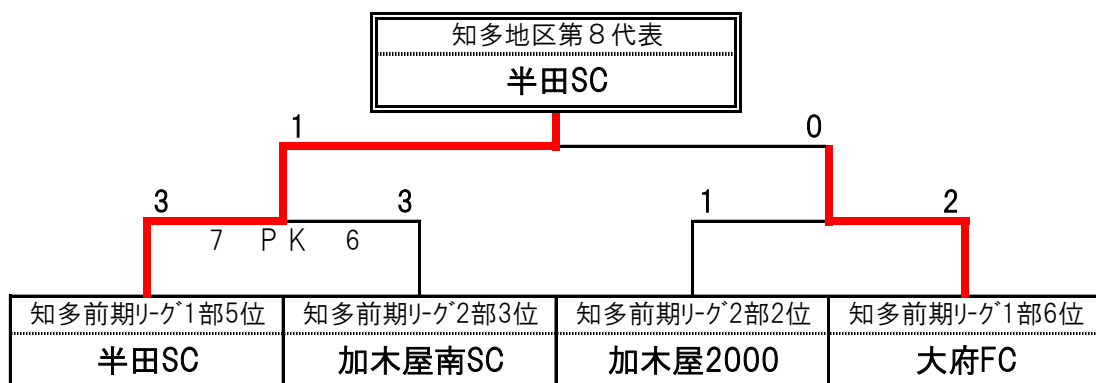 知多地区第８代表
半田SC
1 0
3 3 1 2
7 ＰＫ 6
知多前期ﾘｰｸﾞ1部5位 知多前期ﾘｰｸﾞ2部3位 知多前期ﾘｰｸﾞ2部2位 知多前期ﾘｰｸﾞ1部6位
半田SC 加木屋南SC 加木屋2000 大府FC